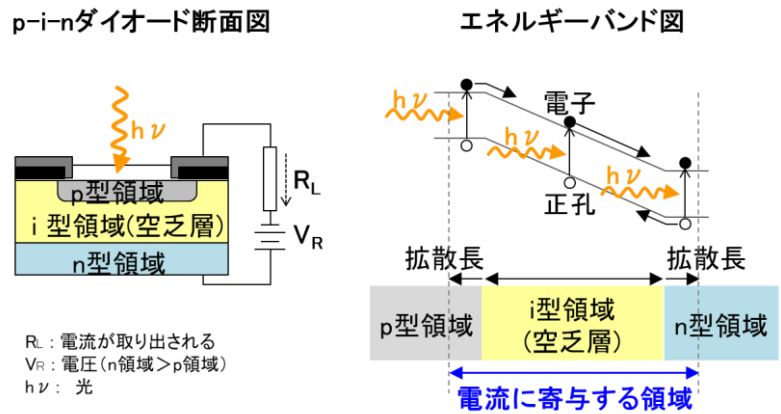 p-i-nダイオード断面図
hν
p型領域
i 型領域(空乏層)
n型領域
RL
VR
RL : 電流が取り出される
VR : 電圧(n領域>p領域)
hν : 光
エネルギーバンド図
hν
電子
hν
hν
正孔
拡散長
拡散長
p型領域
i型領域
(空乏層)
n型領域
電流に寄与する領域